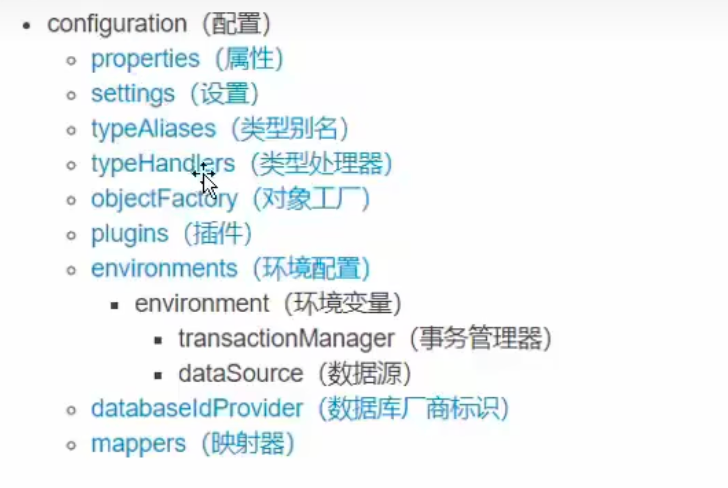 configuration（配置）
properties（属性）
settings（设置）
typeAliases（类型别名）
typeHandlers（类型处理器）
objectFactory（对象工厂）
plugins（插件）
environments（环境配置）
environment（环境变量）
transactionManager（事务管理器）
dataSource（数据源）
databaseIdProvider（数据库厂商标识）
mappers（映射器）